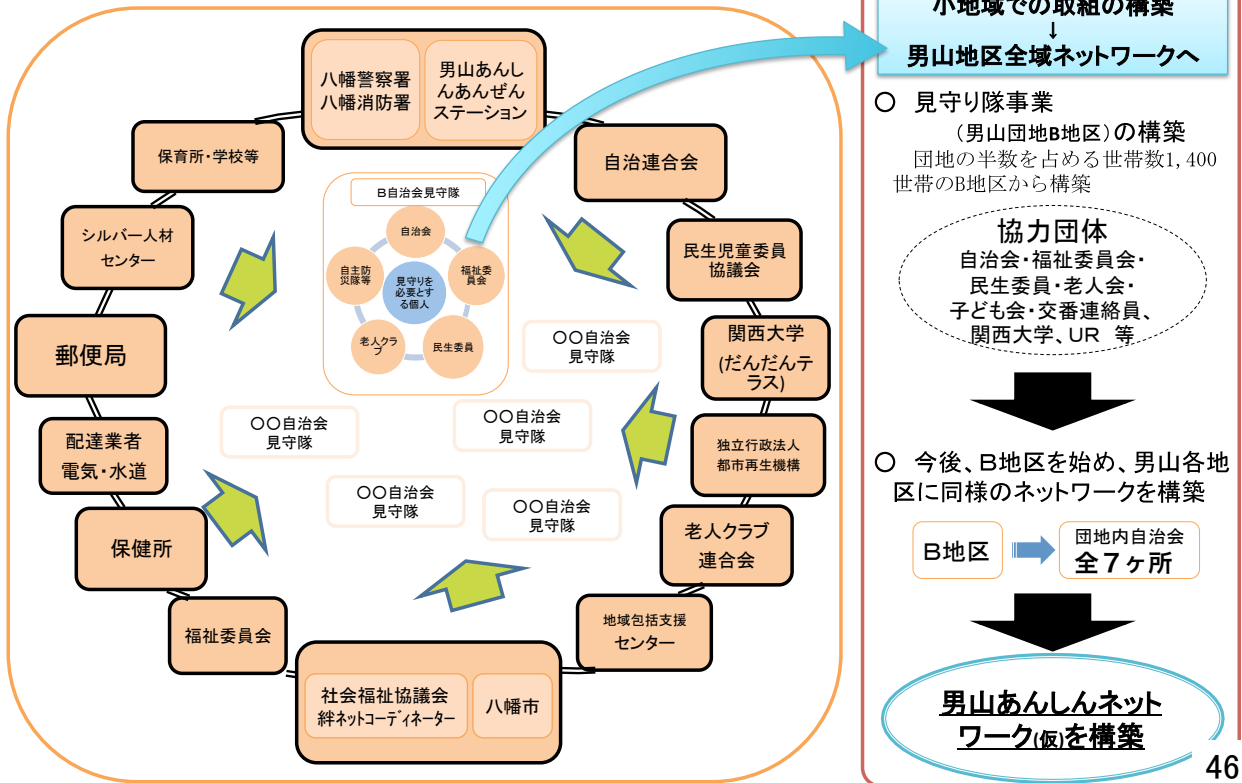 八幡警察署
八幡消防署
男山あんし
んあんぜん
ステーション
保育所・学校等
シルバー人材
センター
郵便局
配達業者
電気・水道
保健所
福祉委員会
社会福祉協議会
絆ネットコーディネーター
八幡市
地域包括支援
センター
老人クラブ
連合会
独立行政法人
都市再生機構
関西大学
(だんだんテ
ラス)
民生児童委員
協議会
自治連合会
B自治会見守隊
自治会
福祉委
員会
民生委員
老人クラ
ブ
自主防
災隊等
見守りを
必要とす
る個人
〇〇自治会
見守隊
〇〇自治会
見守隊
〇〇自治会
見守隊
〇〇自治会
見守隊
〇〇自治会
見守隊
小地域での取組の構築
↓
男山地区全域ネットワークへ
○ 見守り隊事業
(男山団地B地区)の構築
団地の半数を占める世帯数1,400
世帯のB地区から構築
協力団体
自治会・福祉委員会・
民生委員・老人会・
子ども会・交番連絡員、
関西大学、UR 等
○ 今後、B地区を始め、男山各地
区に同様のネットワークを構築
B地区
団地内自治会
全7ヶ所
男山あんしんネット
ワーク(仮)を構築
46